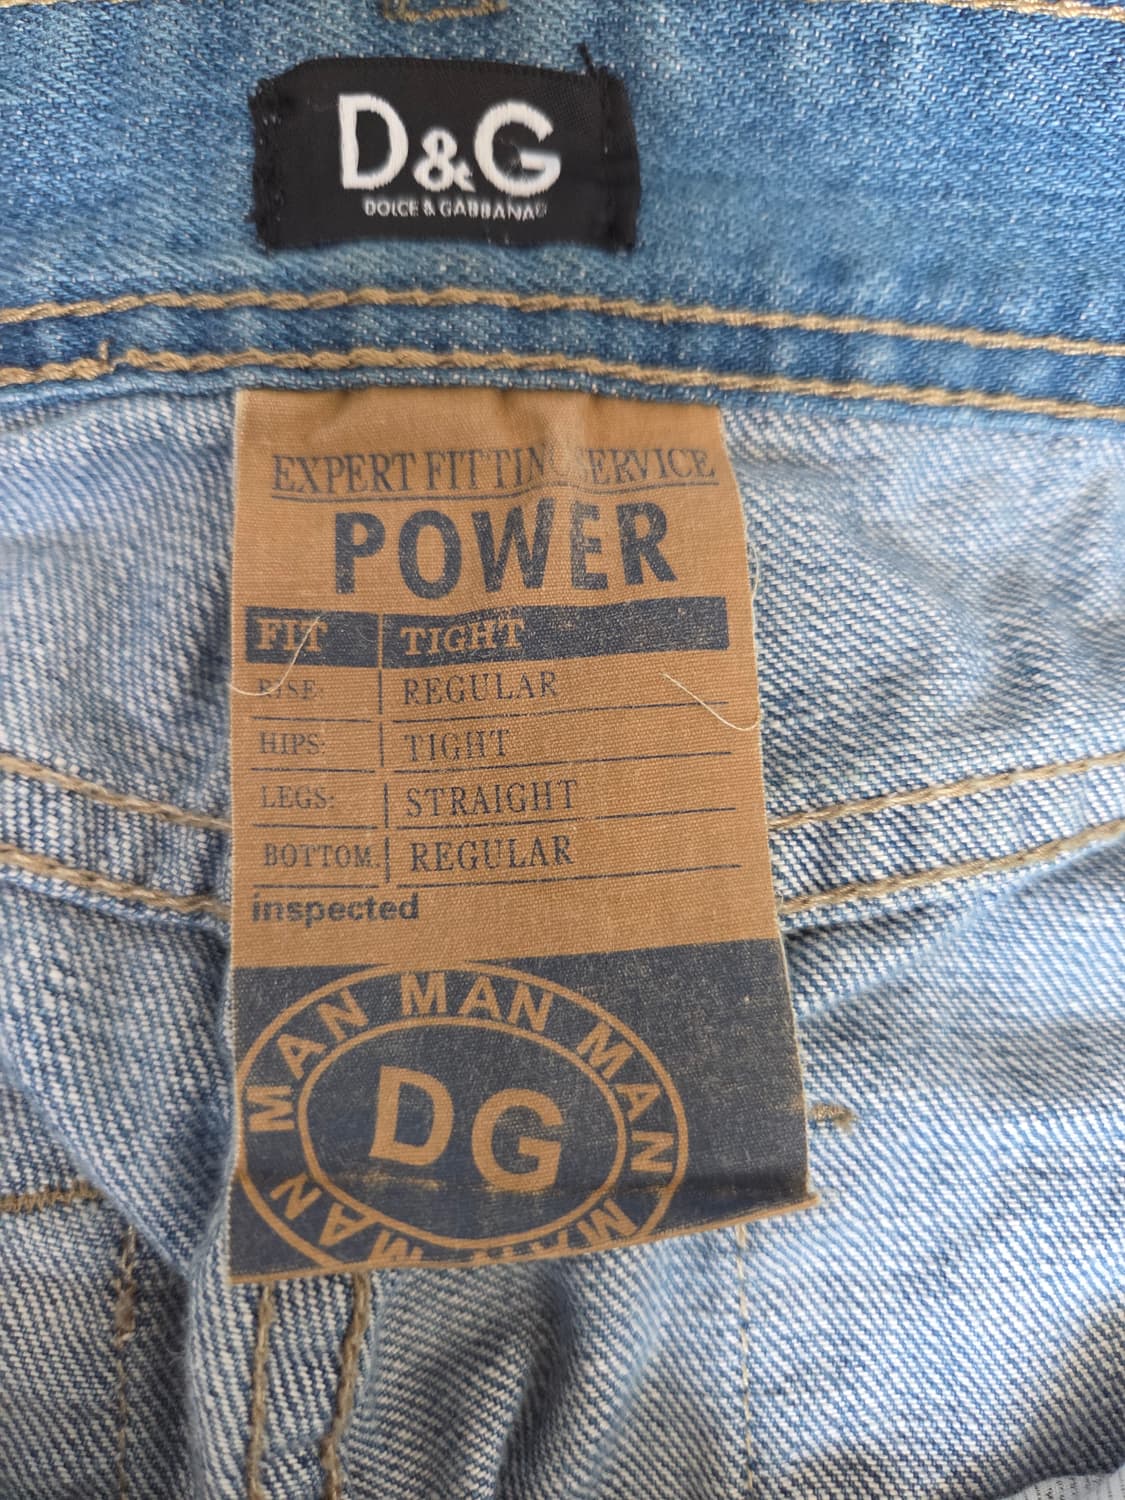 D&G
DOLCE & GABBANA
EXPERT FITTING SERVICE
POWER
FIT TIGHT
RISE: REGULAR
HIPS: TIGHT
LEGS: STRAIGHT
BOTTOM. REGULAR
inspected
MAN MAN MAN MAN MAN MAN
DG